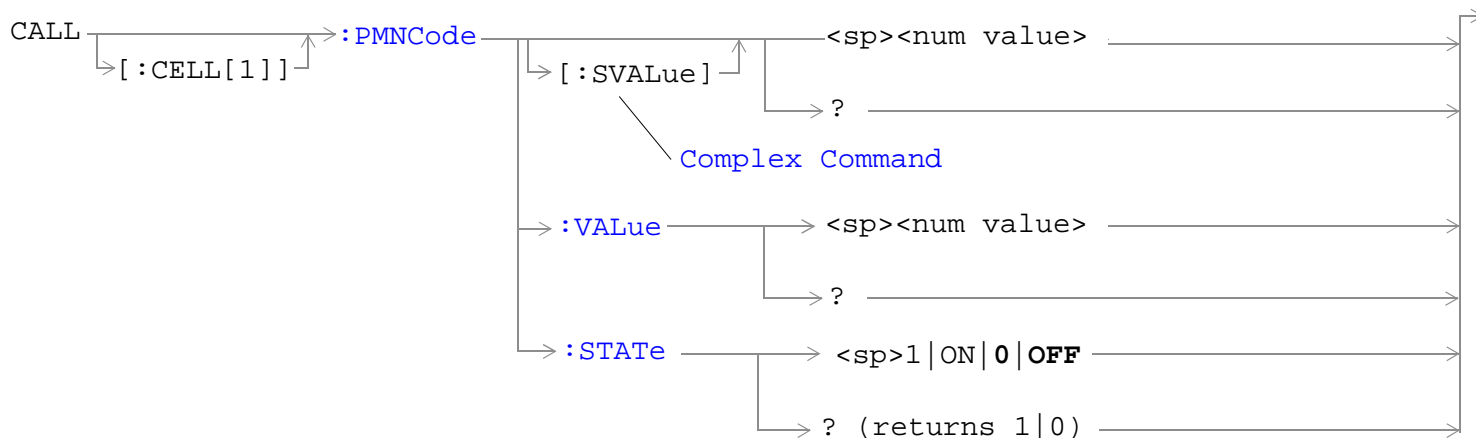 CALL :PMNCode <sp><num value>
[:CELL[1]] [:SVALue]
?
Complex Command
:VALue <sp><num value>
?
:STATe <sp>1|ON|0|OFF
? (returns 1|0)